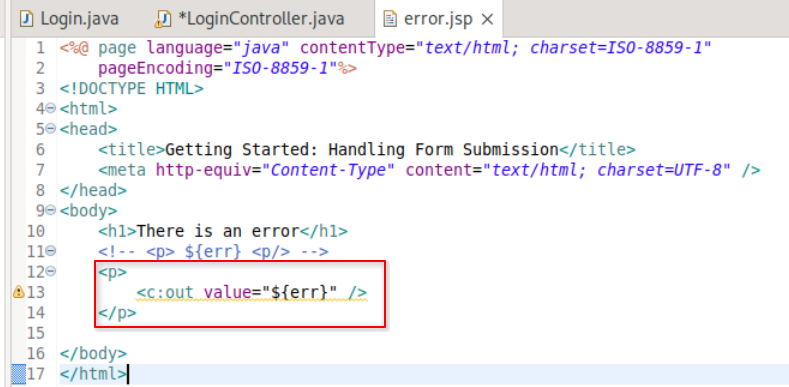 Login.java *LoginController.java error.jsp
1 <%@ page language="java" contentType="text/html; charset=ISO-8859-1"
2     pageEncoding="ISO-8859-1"%>
3 <!DOCTYPE HTML>
4 <html>
5 <head>
6     <title>Getting Started: Handling Form Submission</title>
7     <meta http-equiv="Content-Type" content="text/html; charset=UTF-8" />
8 </head>
9 <body>
10     <h1>There is an error</h1>
11     <!-- <p> ${err} <p/> -->
12     <p>
13         <c:out value="${err}" />
14     </p>
15
16 </body>
17 </html>